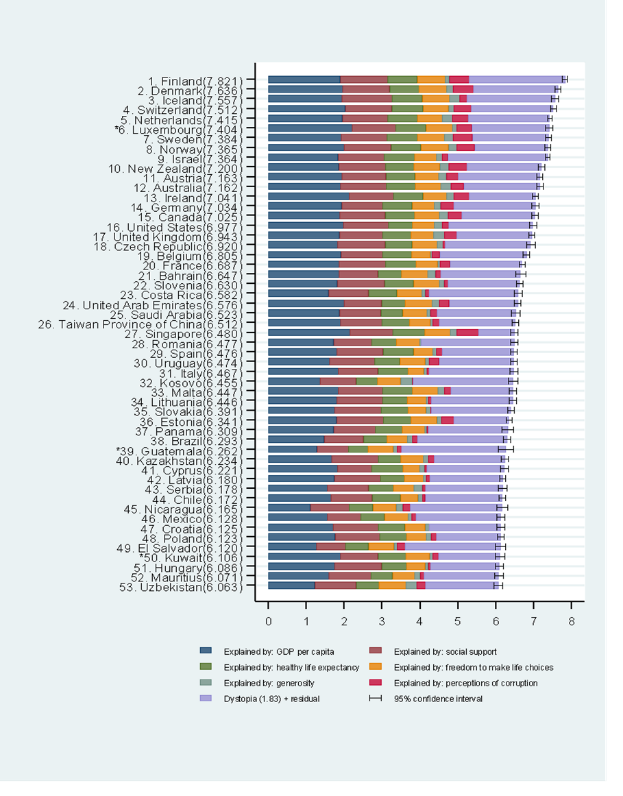 1. Finland(7.821)
2. Denmark(7.636)
3. Iceland(7.557)
4. Switzerland(7.512)
5. Netherlands(7.415)
*6. Luxembourg(7.404)
7. Sweden(7.384)
8. Norway(7.365)
9. Israel(7.364)
10. New Zealand(7.200)
11. Austria(7.163)
12. Australia(7.162)
13. Ireland(7.041)
14. Germany(7.034)
15. Canada(7.025)
16. United States(6.977)
17. United Kingdom(6.943)
18. Czech Republic(6.920)
19. Belgium(6.805)
20. France(6.687)
21. Bahrain(6.647)
22. Slovenia(6.630)
23. Costa Rica(6.582)
24. United Arab Emirates(6.576)
25. Saudi Arabia(6.523)
26. Taiwan Province of China(6.512)
27. Singapore(6.480)
28. Romania(6.477)
29. Spain(6.476)
30. Uruguay(6.474)
31. Italy(6.467)
32. Kosovo(6.455)
33. Malta(6.447)
34. Lithuania(6.446)
35. Slovakia(6.391)
36. Estonia(6.341)
37. Panama(6.309)
38. Brazil(6.293)
*39. Guatemala(6.262)
40. Kazakhstan(6.234)
41. Cyprus(6.221)
42. Latvia(6.180)
43. Serbia(6.178)
44. Chile(6.172)
45. Nicaragua(6.165)
46. Mexico(6.128)
47. Croatia(6.125)
48. Poland(6.123)
49. El Salvador(6.120)
*50. Kuwait(6.106)
51. Hungary(6.086)
52. Mauritius(6.071)
53. Uzbekistan(6.063)
0 1 2 3 4 5 6 7 8
Explained by: GDP per capita Explained by: social support
Explained by: healthy life expectancy Explained by: freedom to make life choices
Explained by: generosity Explained by: perceptions of corruption
Dystopia (1.83) + residual 95% confidence interval